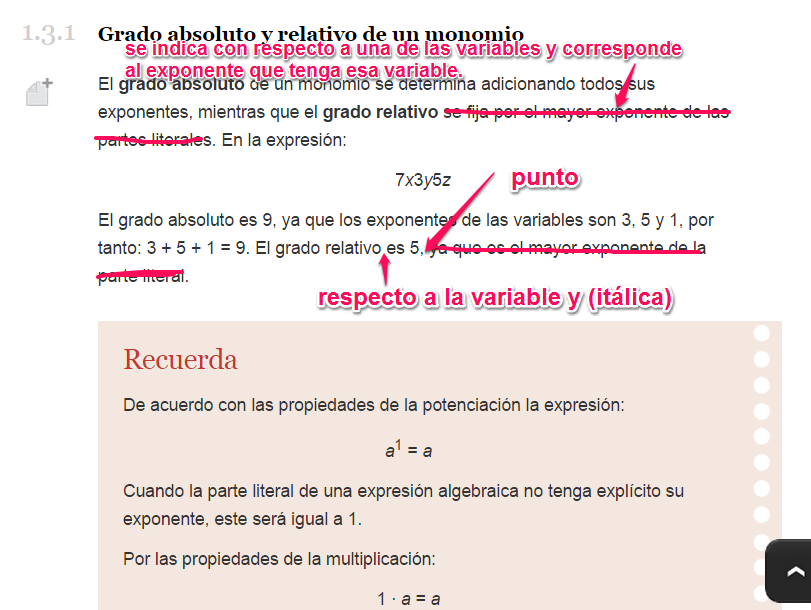 1.3.1 Grado absoluto y relativo de un monomio
se indica con respecto a una de las variables y corresponde
al exponente que tenga esa variable.
El grado absoluto de un monomio se determina adicionando todos sus
exponentes, mientras que el grado relativo se fija por el mayor exponente de las
partes literales. En la expresión:
7x3y5z
punto
El grado absoluto es 9, ya que los exponentes de las variables son 3, 5 y 1, por
tanto: 3 + 5 + 1 = 9. El grado relativo es 5, ya que es el mayor exponente de la
parte literal.
respecto a la variable y (itálica)
Recuerda
De acuerdo con las propiedades de la potenciación la expresión:
a¹ = a
Cuando la parte literal de una expresión algebraica no tenga explícito su
exponente, este será igual a 1.
Por las propiedades de la multiplicación:
1 · a = a